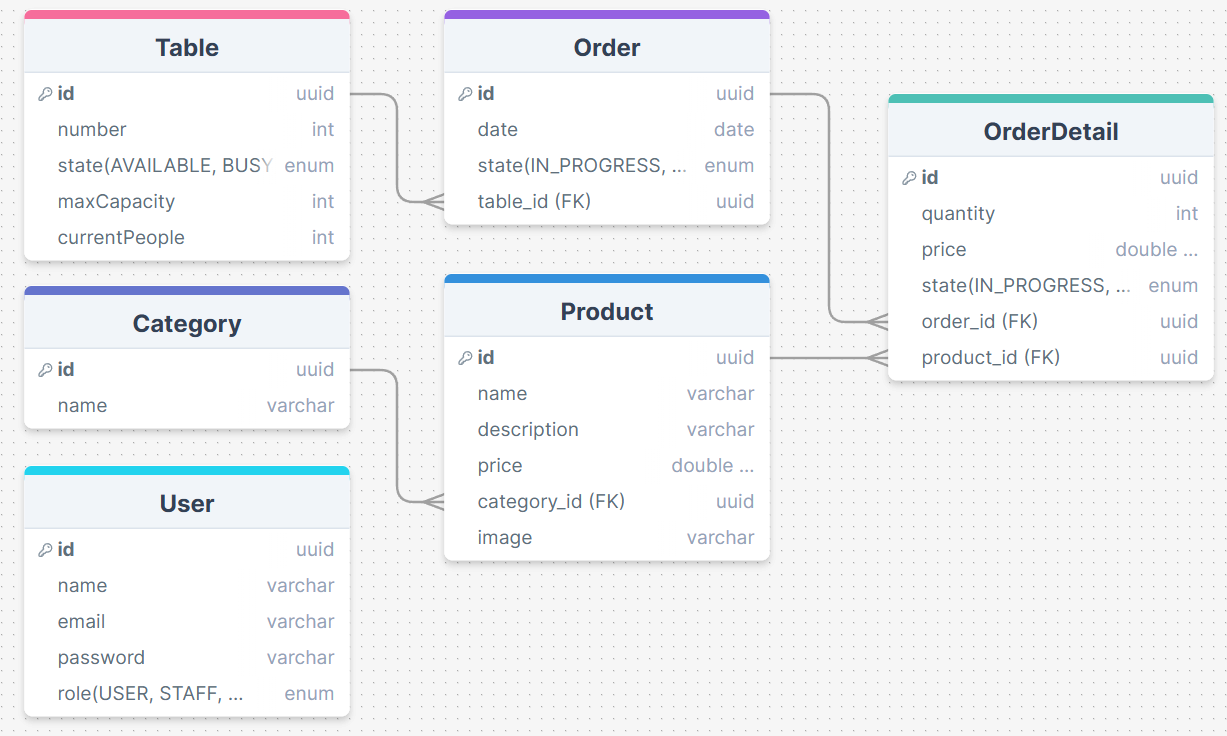 Table
id uuid
number int
state(AVAILABLE, BUSY enum
maxCapacity int
currentPeople int
Category
id uuid
name varchar
User
id uuid
name varchar
email varchar
password varchar
role(USER, STAFF, ... enum
Order
id uuid
date date
state(IN_PROGRESS, ... enum
table_id (FK) uuid
Product
id uuid
name varchar
description varchar
price double ...
category_id (FK) uuid
image varchar
OrderDetail
id uuid
quantity int
price double ...
state(IN_PROGRESS, ... enum
order_id (FK) uuid
product_id (FK) uuid